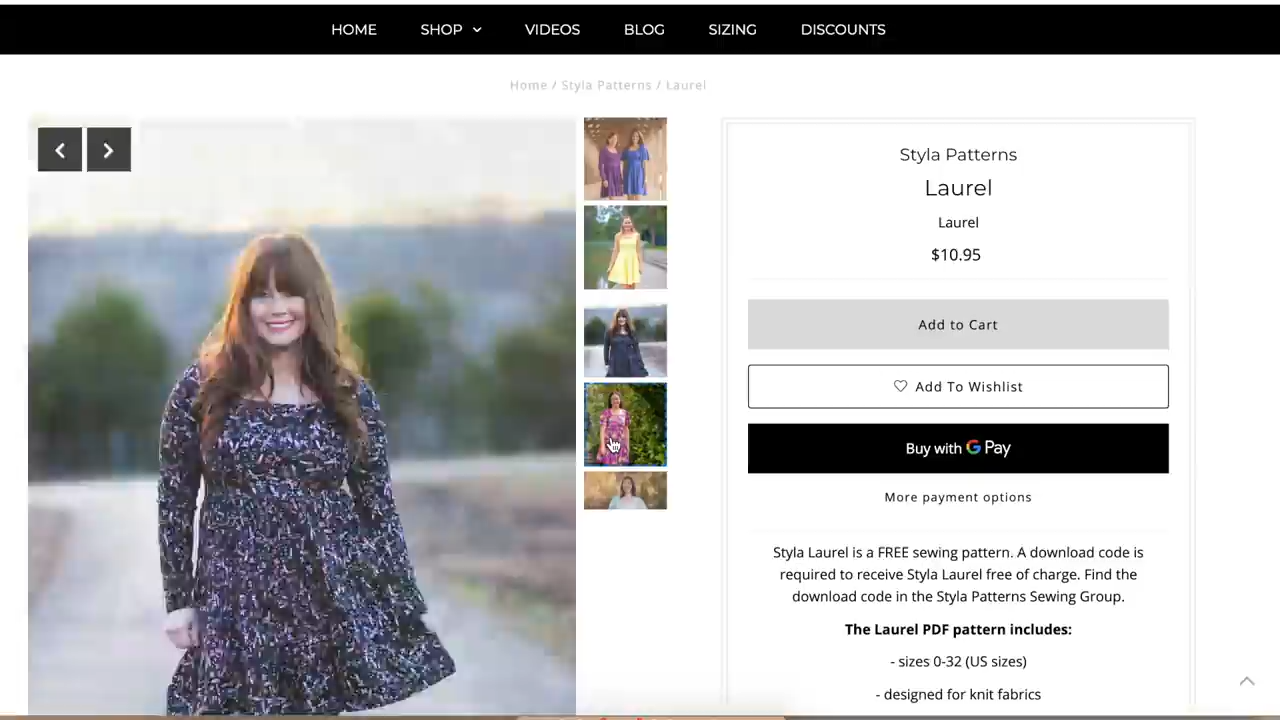 HOME SHOP VIDEOS BLOG SIZING DISCOUNTS
Home / Styla Patterns / Laurel
Styla Patterns
Laurel
Laurel
$10.95
Add to Cart
Add To Wishlist
Buy with G Pay
More payment options
Styla Laurel is a FREE sewing pattern. A download code is
required to receive Styla Laurel free of charge. Find the
download code in the Styla Patterns Sewing Group.
The Laurel PDF pattern includes:
- sizes 0-32 (US sizes)
- designed for knit fabrics